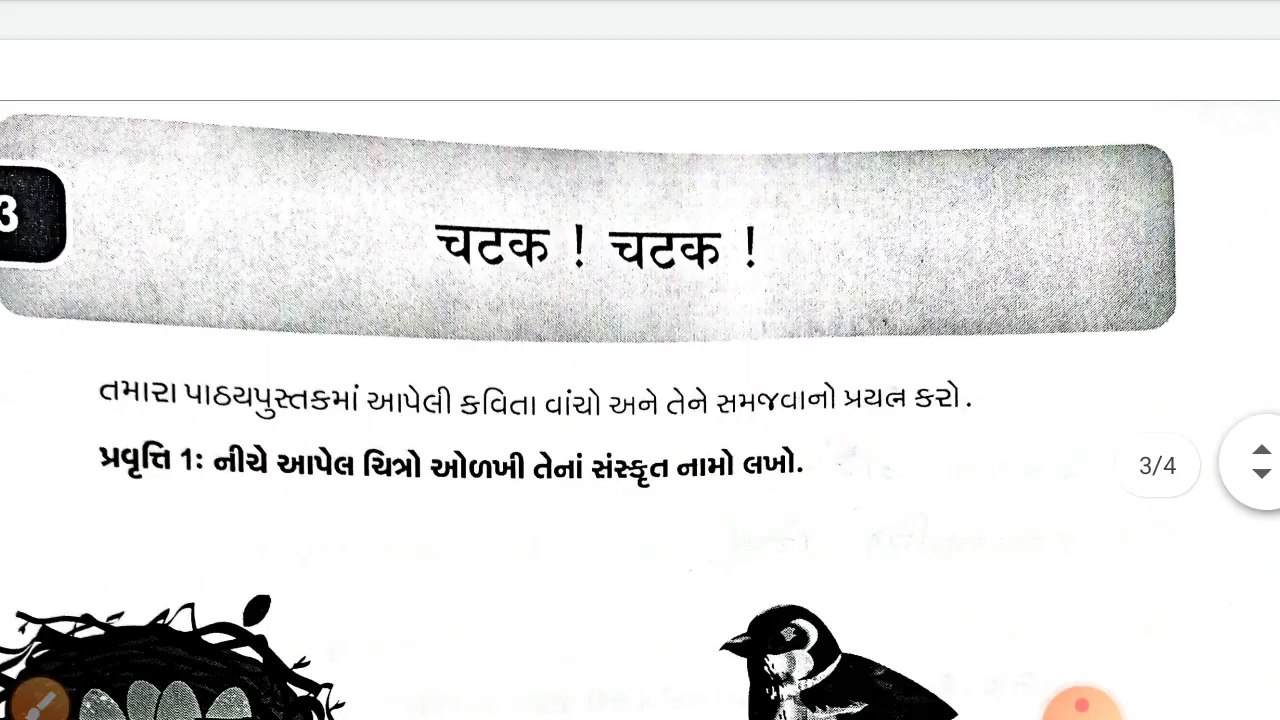 3
चटक ! चटक !
તમારા પાઠ્યપુસ્તકમાં આપેલી કવિતા વાંચો અને તેને સમજવાનો પ્રયત્ન કરો.
પ્રવૃત્તિ 1: નીચે આપેલ ચિત્રો ઓળખી તેનાં સંસ્કૃત નામો લખો.
3/4